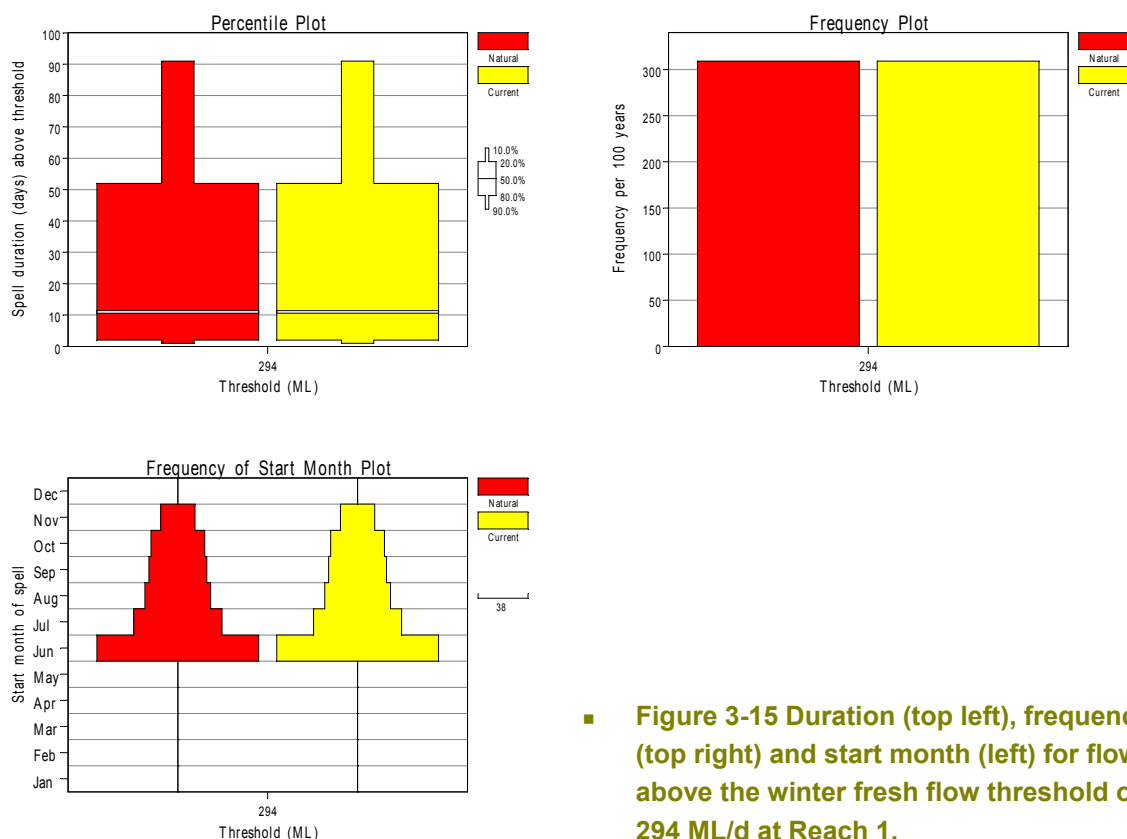 Percentile Plot
Spell duration (days) above threshold
100
90
80
70
60
50
40
30
20
10
0
294
Threshold (ML)
Natural
Current
10.0%
20.0%
50.0%
80.0%
90.0%
Frequency Plot
Frequency per 100 years
300
250
200
150
100
50
0
294
Threshold (ML)
Natural
Current
Frequency of Start Month Plot
Start month of spell
Dec
Nov
Oct
Sep
Aug
Jul
Jun
May
Apr
Mar
Feb
Jan
294
Threshold (ML)
Natural
Current
38
▪ Figure 3-15 Duration (top left), frequenc
(top right) and start month (left) for flow
above the winter fresh flow threshold o
294 ML/d at Reach 1.